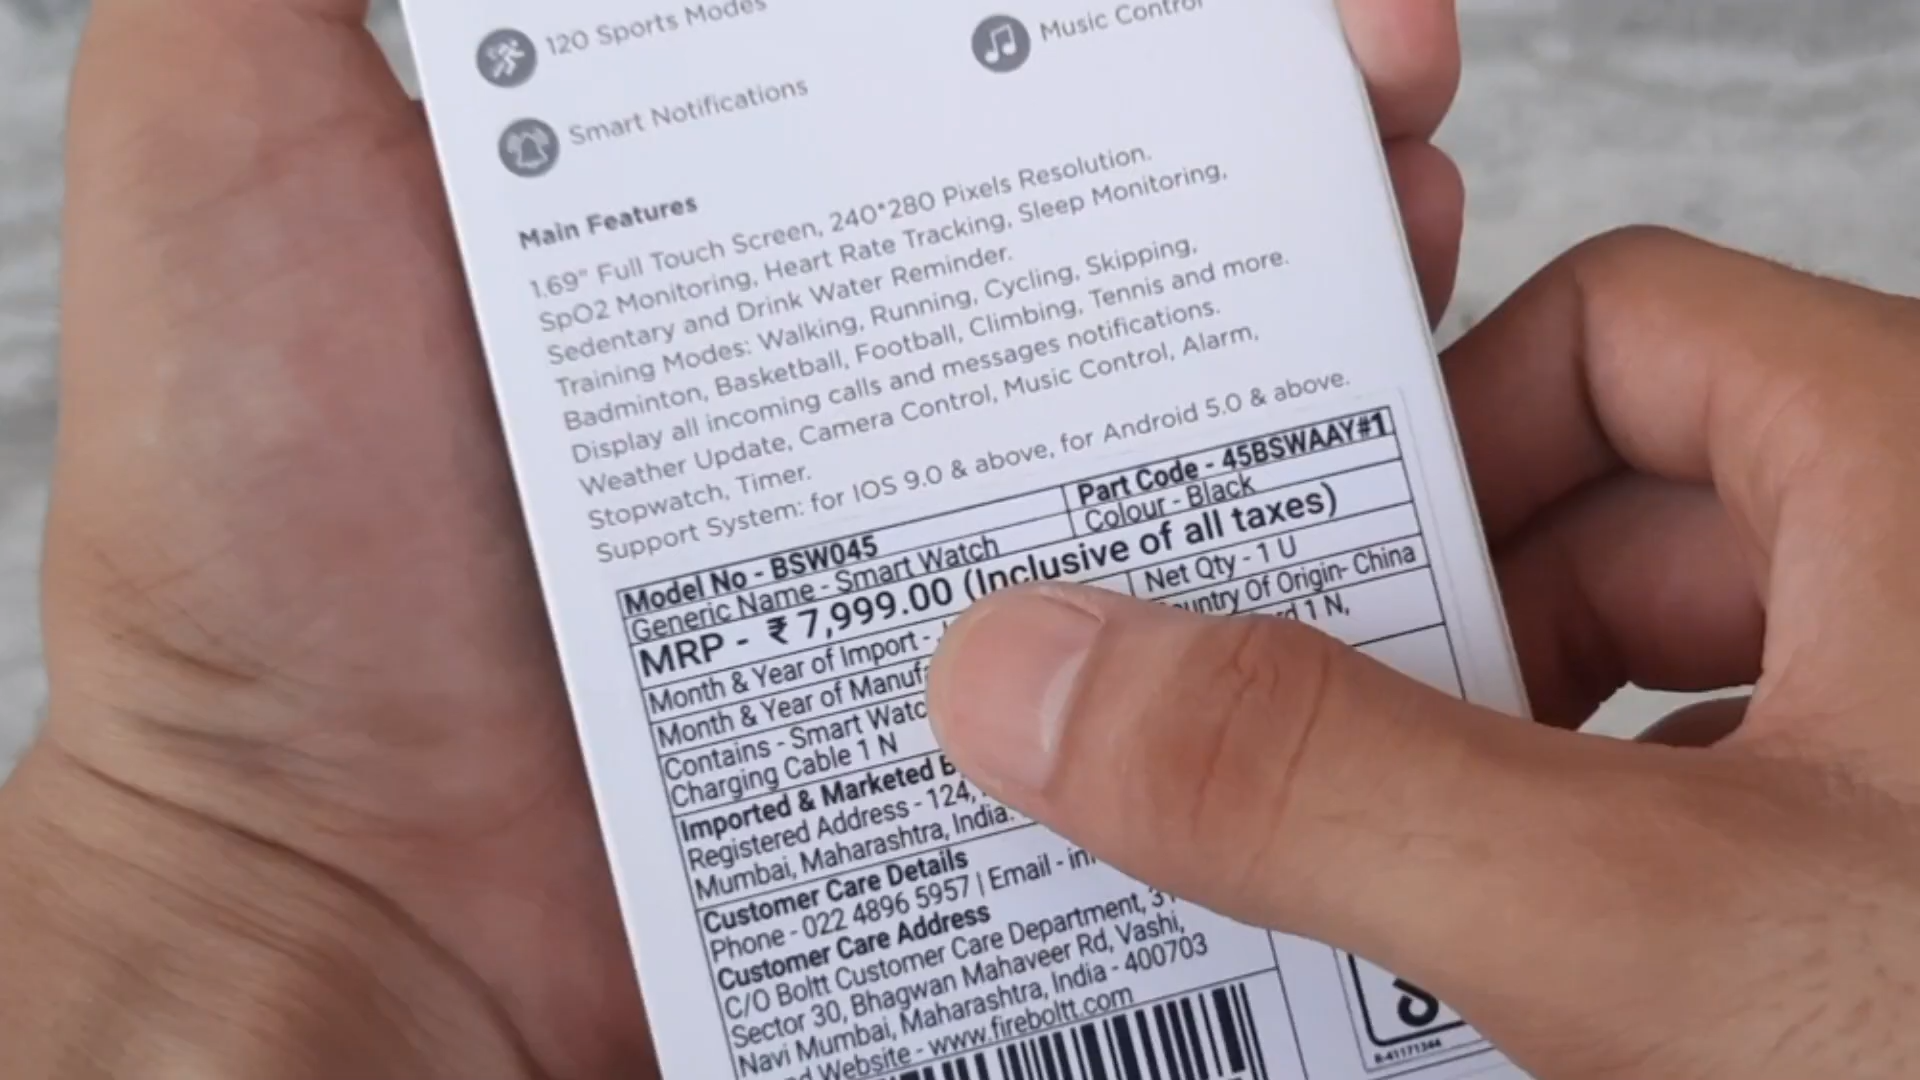 120 Sports Modes
Music Control
Smart Notifications
Main Features
1.69" Full Touch Screen, 240*280 Pixels Resolution.
SpO2 Monitoring, Heart Rate Tracking, Sleep Monitoring,
Sedentary and Drink Water Reminder.
Training Modes: Walking, Running, Cycling, Skipping,
Badminton, Basketball, Football, Climbing, Tennis and more.
Display all incoming calls and messages notifications.
Weather Update, Camera Control, Music Control, Alarm,
Stopwatch, Timer.
Support System: for IOS 9.0 & above, for Android 5.0 & above.
Model No - BSW045
Part Code - 45BSWAAY#1
Generic Name - Smart Watch
Colour - Black
MRP - ₹ 7,999.00 (Inclusive of all taxes)
Month & Year of Import -
Net Qty - 1 U
Month & Year of
Of Origin- China
Contains - Smart
1 N,
Charging Cable 1 N
Imported & Marketed
Registered Address - 124,
Mumbai, Maharashtra, India.
Customer Care Details
Phone - 022 4896 5957 | Email -
Customer Care Address
C/O Boltt Customer Care Department,
Sector 30, Bhagwan Mahaveer Rd, Vashi,
Navi Mumbai, Maharashtra, India - 400703
Website - www.fireboltt.com
R-41171344